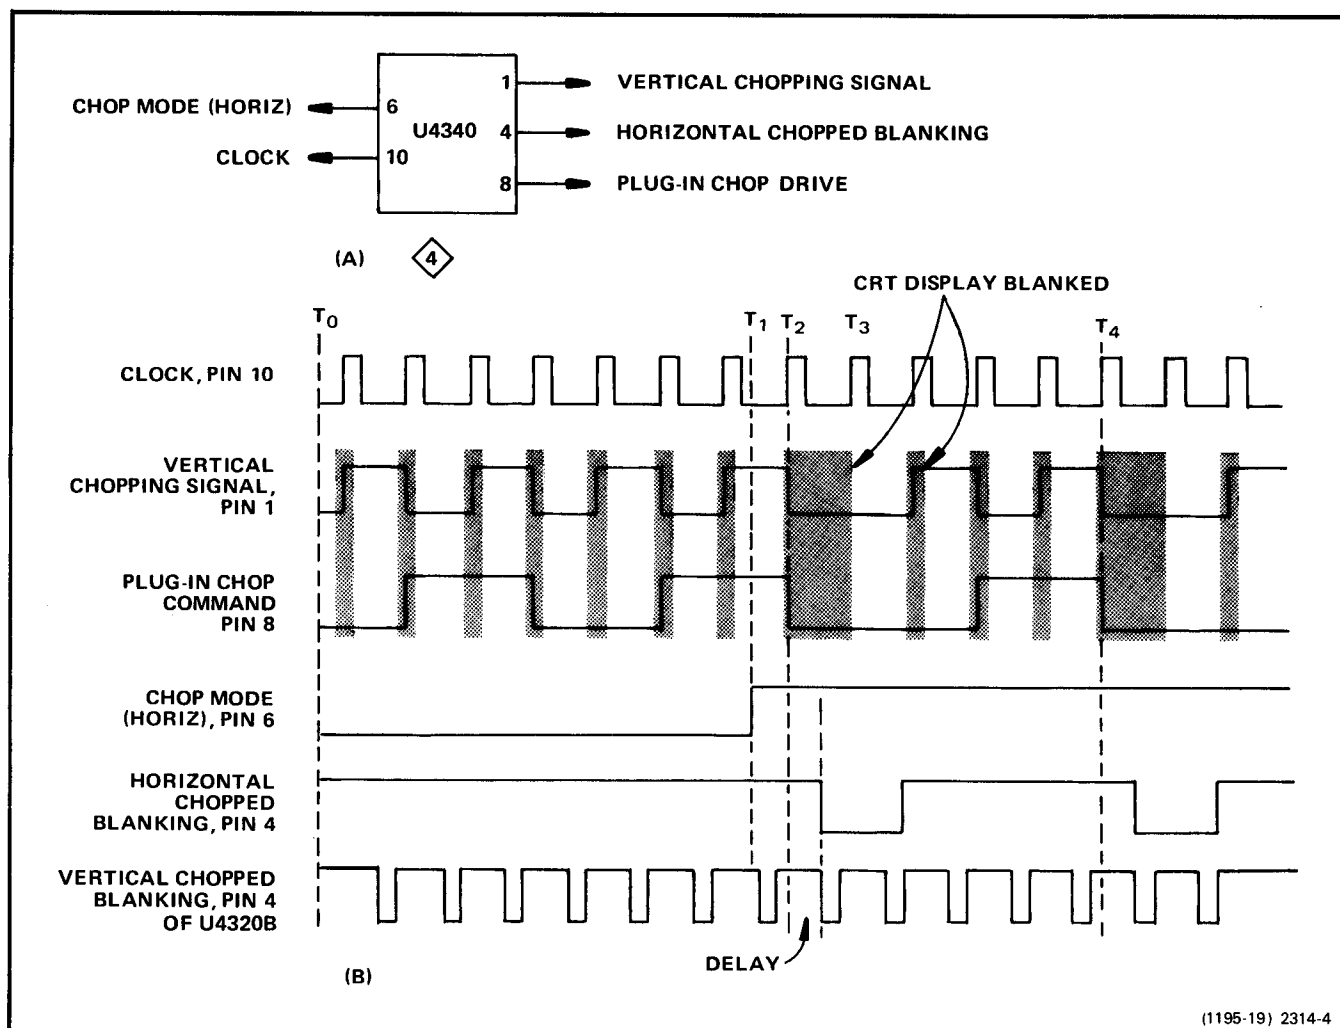 1
VERTICAL CHOPPING SIGNAL
CHOP MODE (HORIZ)
6
U4340
4
HORIZONTAL CHOPPED BLANKING
CLOCK
10
8
PLUG-IN CHOP DRIVE
(A)
4
CRT DISPLAY BLANKED
T0
T1
T2
T3
T4
CLOCK, PIN 10
VERTICAL
CHOPPING SIGNAL,
PIN 1
PLUG-IN CHOP
COMMAND
PIN 8
CHOP MODE
(HORIZ), PIN 6
HORIZONTAL
CHOPPED
BLANKING, PIN 4
VERTICAL CHOPPED
BLANKING, PIN 4
OF U4320B
DELAY
(B)
(1195-19) 2314-4